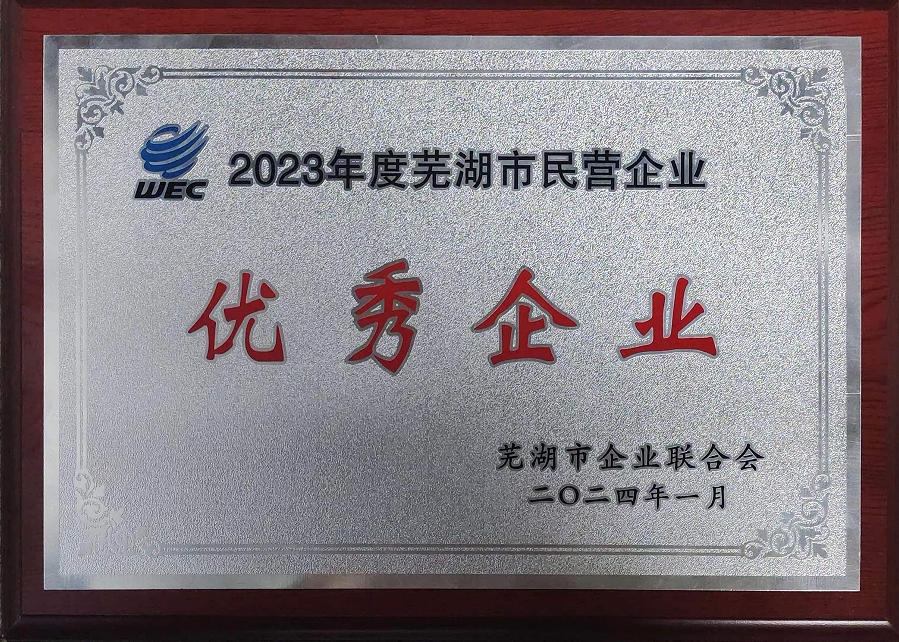 WEC
2023年度芜湖市民营企业
优秀企业
芜湖市企业联合会
二〇二四年一月